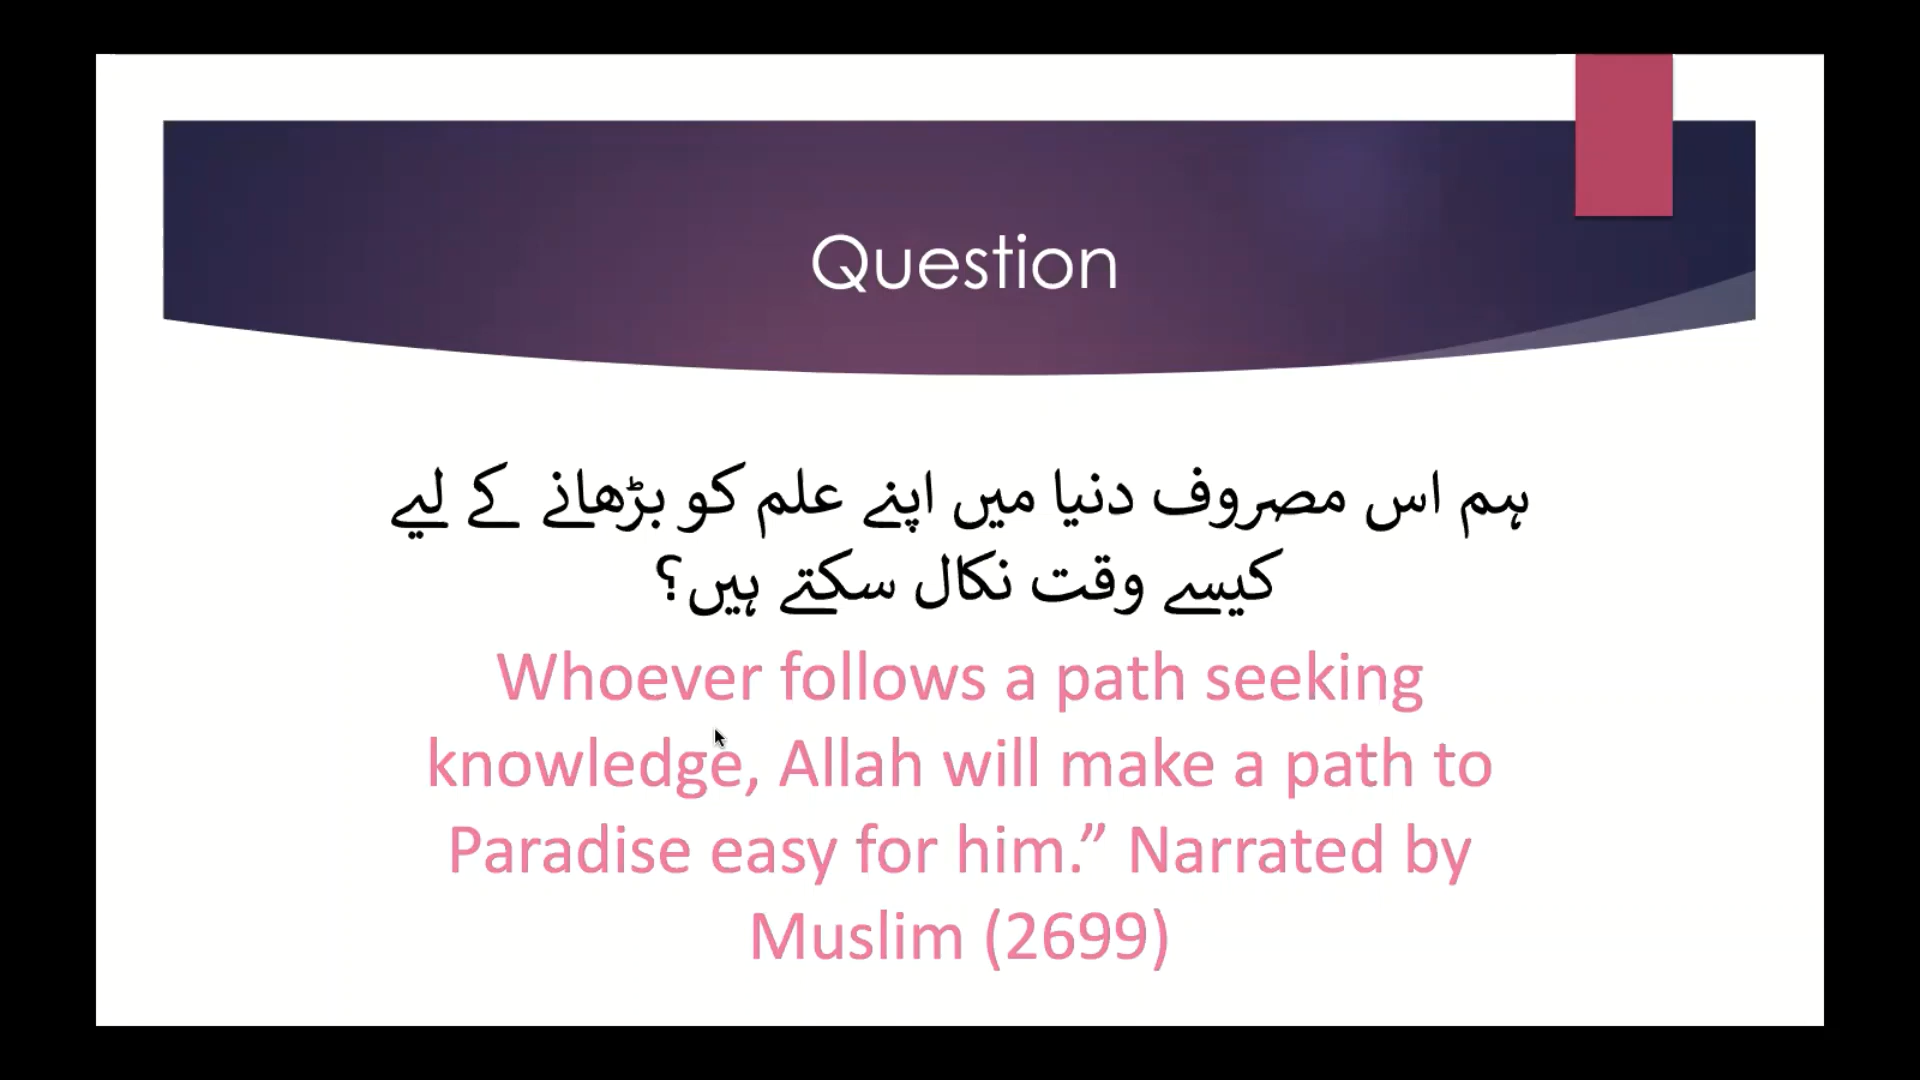 Question
ہم اس مصروف دنیا میں اپنے علم کو بڑھانے کے لیے
کیسے وقت نکال سکتے ہیں؟
Whoever follows a path seeking
knowledge, Allah will make a path to
Paradise easy for him.” Narrated by
Muslim (2699)